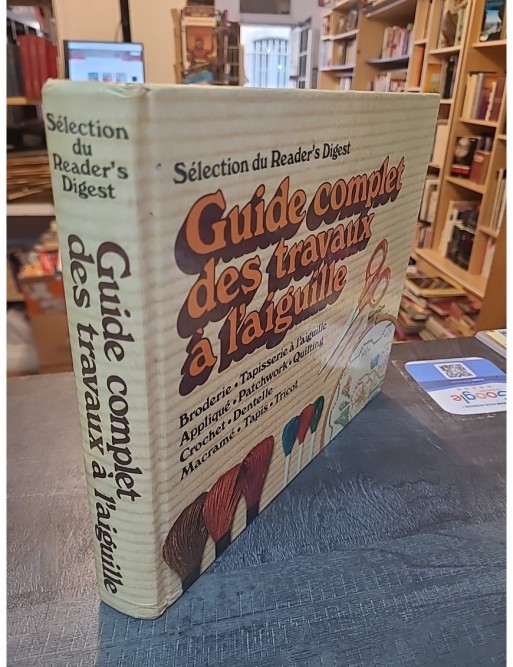 Sélection
du
Reader's
Digest
Guide complet
des travaux à l'aiguille
Sélection du Reader's Digest
Guide complet
des travaux
à l'aiguille
Broderie • Tapisserie à l'aiguille
Appliqué • Patchwork • Quilting
Crochet • Dentelle
Macramé • Tapis • Tricot
Google